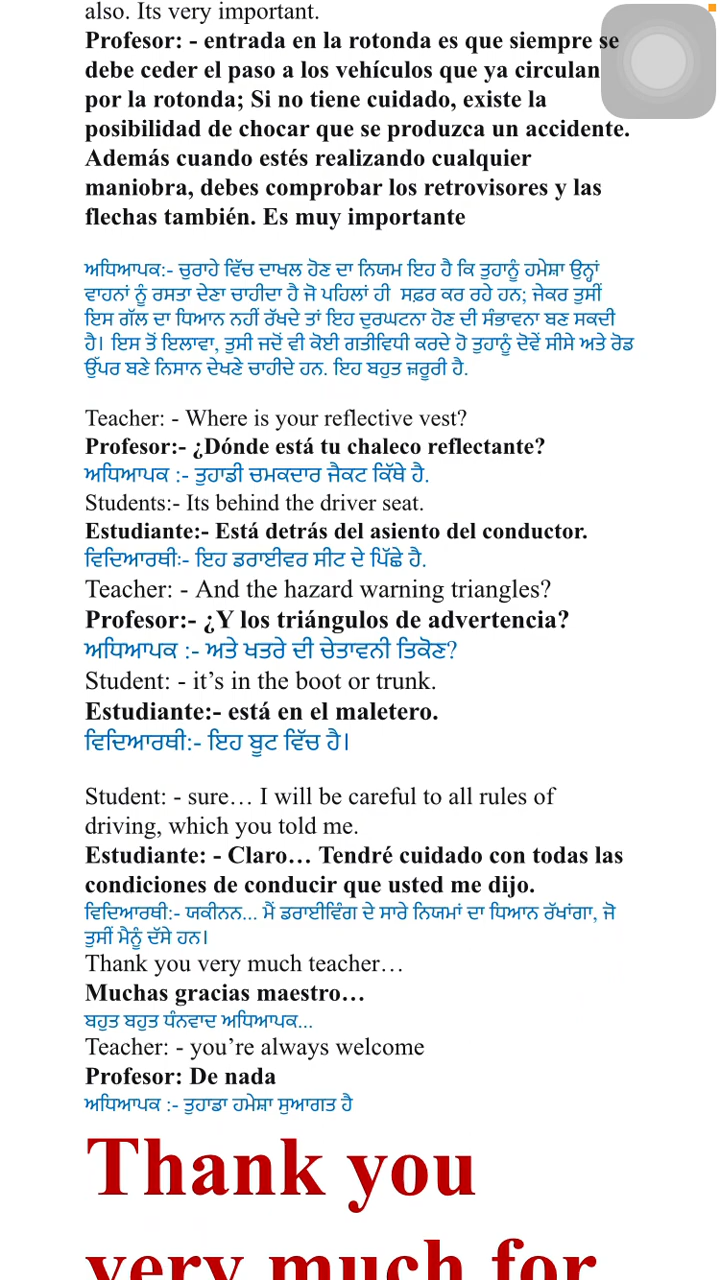 also. Its very important.
Profesor: - entrada en la rotonda es que siempre se
debe ceder el paso a los vehículos que ya circulan
por la rotonda; Si no tiene cuidado, existe la
posibilidad de chocar que se produzca un accidente.
Además cuando estés realizando cualquier
maniobra, debes comprobar los retrovisores y las
flechas también. Es muy importante
ਅਧਿਆਪਕ:- ਚੁਰਾਹੇ ਵਿੱਚ ਦਾਖਲ ਹੋਣ ਦਾ ਨਿਯਮ ਇਹ ਹੈ ਕਿ ਤੁਹਾਨੂੰ ਹਮੇਸ਼ਾ ਉਨ੍ਹਾਂ
ਵਾਹਨਾਂ ਨੂੰ ਰਸਤਾ ਦੇਣਾ ਚਾਹੀਦਾ ਹੈ ਜੋ ਪਹਿਲਾਂ ਹੀ ਸਫ਼ਰ ਕਰ ਰਹੇ ਹਨ; ਜੇਕਰ ਤੁਸੀਂ
ਇਸ ਗੱਲ ਦਾ ਧਿਆਨ ਨਹੀਂ ਰੱਖਦੇ ਤਾਂ ਇਹ ਦੁਰਘਟਨਾ ਹੋਣ ਦੀ ਸੰਭਾਵਨਾ ਬਣ ਸਕਦੀ
ਹੈ। ਇਸ ਤੋਂ ਇਲਾਵਾ, ਤੁਸੀ ਜਦੋਂ ਵੀ ਕੋਈ ਗਤੀਵਿਧੀ ਕਰਦੇ ਹੋ ਤੁਹਾਨੂੰ ਦੋਵੇਂ ਸੀਸੇ ਅਤੇ ਰੋਡ
ਉੱਪਰ ਬਣੇ ਨਿਸਾਨ ਦੇਖਣੇ ਚਾਹੀਦੇ ਹਨ. ਇਹ ਬਹੁਤ ਜ਼ਰੂਰੀ ਹੈ.
Teacher: - Where is your reflective vest?
Profesor:- ¿Dónde está tu chaleco reflectante?
ਅਧਿਆਪਕ :- ਤੁਹਾਡੀ ਚਮਕਦਾਰ ਜੈਕਟ ਕਿੱਥੇ ਹੈ.
Students:- Its behind the driver seat.
Estudiante:- Está detrás del asiento del conductor.
ਵਿਦਿਆਰਥੀ:- ਇਹ ਡਰਾਈਵਰ ਸੀਟ ਦੇ ਪਿੱਛੇ ਹੈ.
Teacher: - And the hazard warning triangles?
Profesor:- ¿Y los triángulos de advertencia?
ਅਧਿਆਪਕ :- ਅਤੇ ਖਤਰੇ ਦੀ ਚੇਤਾਵਨੀ ਤਿਕੋਣ?
Student: - it’s in the boot or trunk.
Estudiante:- está en el maletero.
ਵਿਦਿਆਰਥੀ:- ਇਹ ਬੂਟ ਵਿੱਚ ਹੈ।
Student: - sure… I will be careful to all rules of
driving, which you told me.
Estudiante: - Claro… Tendré cuidado con todas las
condiciones de conducir que usted me dijo.
ਵਿਦਿਆਰਥੀ:- ਯਕੀਨਨ... ਮੈਂ ਡਰਾਈਵਿੰਗ ਦੇ ਸਾਰੇ ਨਿਯਮਾਂ ਦਾ ਧਿਆਨ ਰੱਖਾਂਗਾ, ਜੋ
ਤੁਸੀਂ ਮੈਨੂੰ ਦੱਸੇ ਹਨ।
Thank you very much teacher…
Muchas gracias maestro…
ਬਹੁਤ ਬਹੁਤ ਧੰਨਵਾਦ ਅਧਿਆਪਕ...
Teacher: - you’re always welcome
Profesor: De nada
ਅਧਿਆਪਕ :- ਤੁਹਾਡਾ ਹਮੇਸ਼ਾ ਸੁਆਗਤ ਹੈ
Thank you
very much for